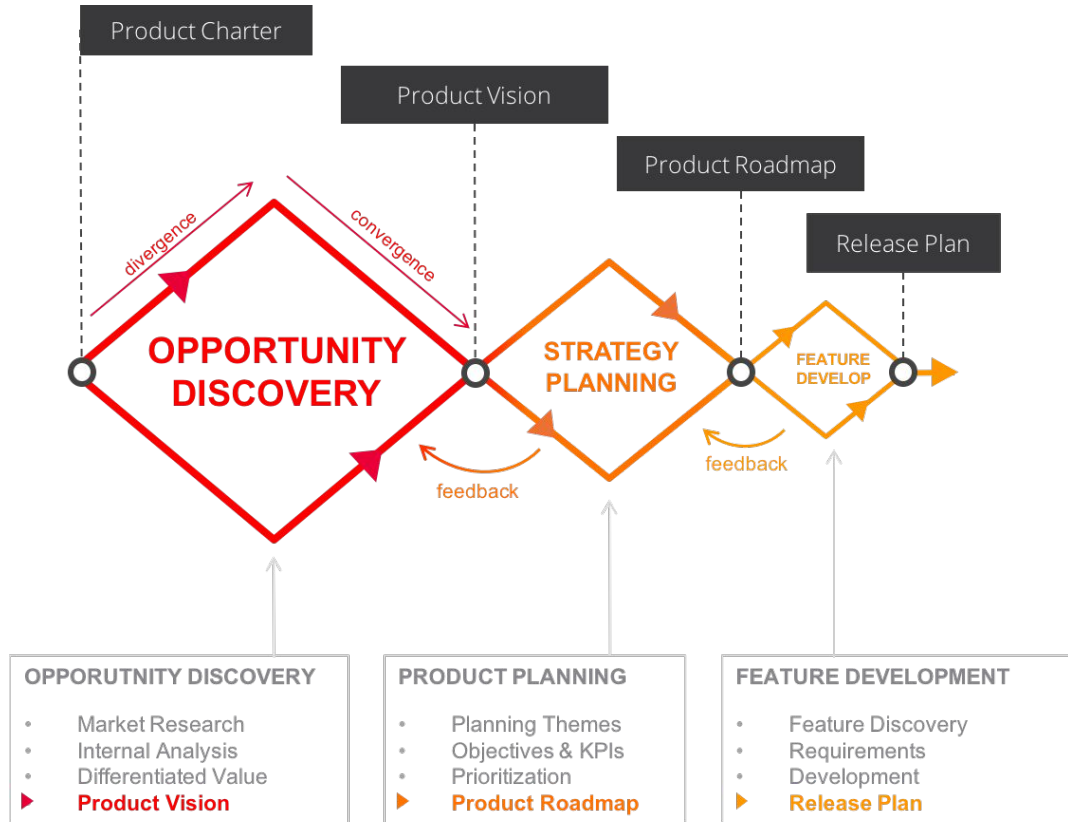 Product Charter
Product Vision
Product Roadmap
Release Plan
divergence
convergence
OPPORTUNITY
DISCOVERY
STRATEGY
PLANNING
FEATURE
DEVELOP
feedback
feedback
OPPORUTNITY DISCOVERY
• Market Research
• Internal Analysis
• Differentiated Value
Product Vision
PRODUCT PLANNING
• Planning Themes
• Objectives & KPIs
• Prioritization
Product Roadmap
FEATURE DEVELOPMENT
• Feature Discovery
• Requirements
• Development
Release Plan